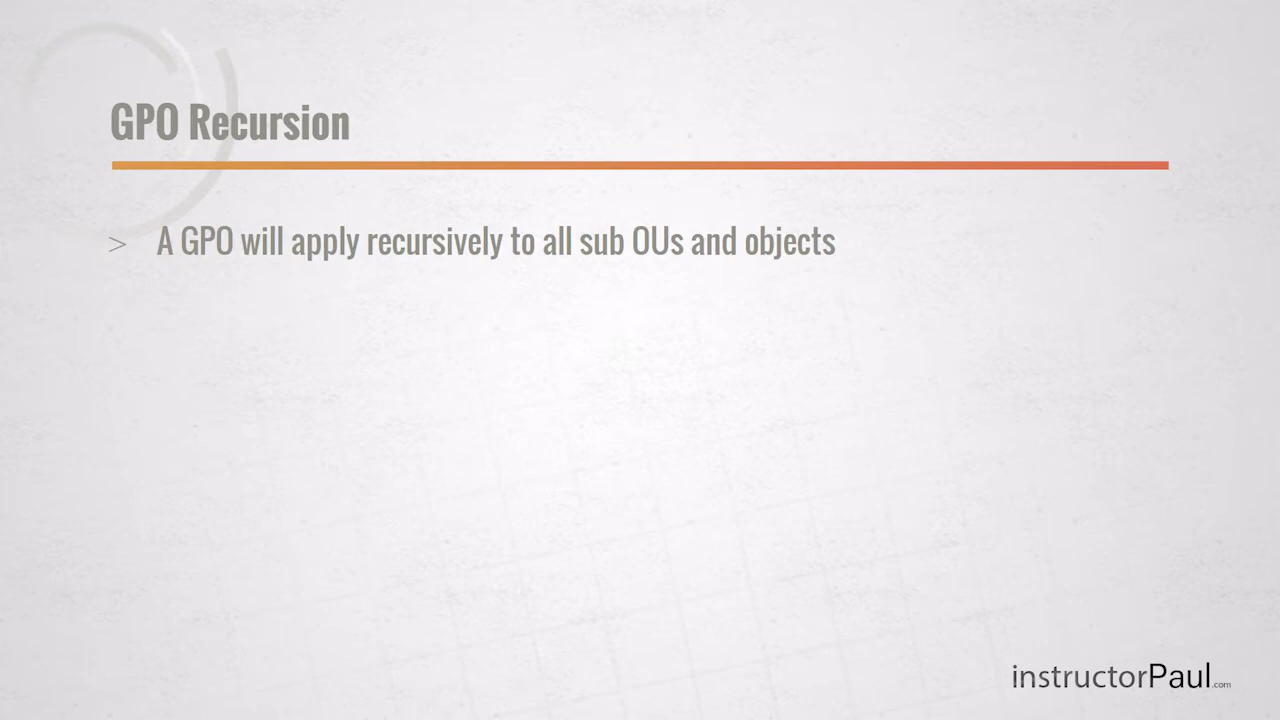 GPO Recursion
> A GPO will apply recursively to all sub OUs and objects
instructorPaul.com